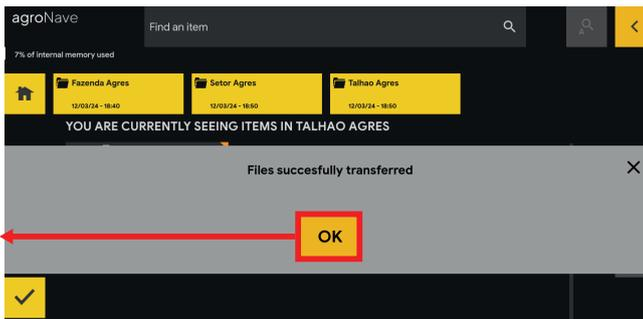 agroNave
Find an item
A
7% of internal memory used
Fazenda Agres
12/03/24 - 18:40
Setor Agres
12/03/24 - 18:50
Talhao Agres
12/03/24 - 18:50
YOU ARE CURRENTLY SEEING ITEMS IN TALHAO AGRES
Files succesfully transferred
OK